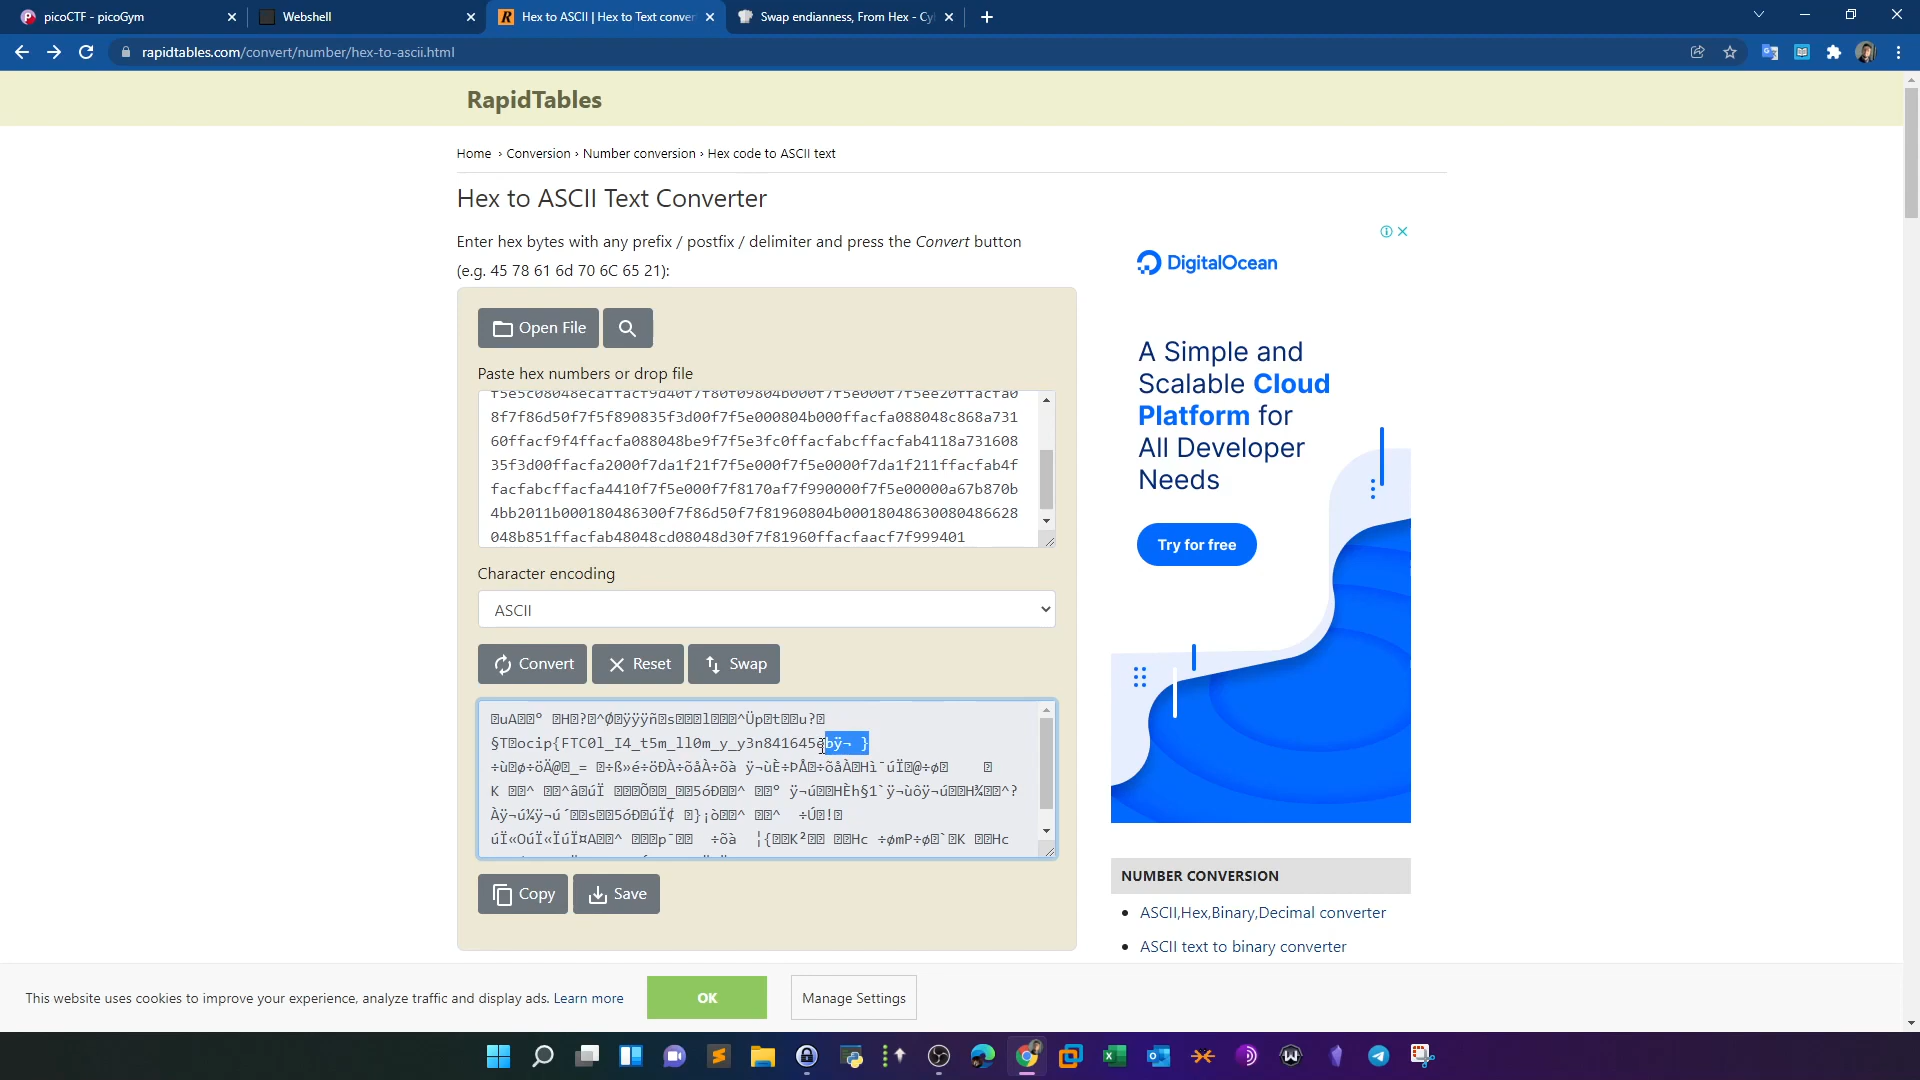 picoCTF - picoGym
Webshell
Hex to ASCII | Hex to Text conver
Swap endianness, From Hex - Cy
rapidtables.com/convert/number/hex-to-ascii.html
RapidTables
Home › Conversion › Number conversion › Hex code to ASCII text
Hex to ASCII Text Converter
Enter hex bytes with any prefix / postfix / delimiter and press the Convert button
(e.g. 45 78 61 6d 70 6C 65 21):
Open File
Paste hex numbers or drop file
f5e5c08048ecaffacf9d40f7f80f09804b000f7f5e000f7f5ee20ffacfa0
8f7f86d50f7f5f890835f3d00f7f5e000804b000ffacfa088048c868a731
60ffacf9f4ffacfa088048be9f7f5e3fc0ffacfabcffacfab4118a731608
35f3d00ffacfa2000f7da1f21f7f5e000f7f5e0000f7da1f211ffacfab4f
facfabcffacfa4410f7f5e000f7f8170af7f990000f7f5e00000a67b870b
4bb2011b000180486300f7f86d50f7f81960804b00018048630080486628
048b851ffacfab48048cd08048d30f7f81960ffacfaacf7f999401
Character encoding
ASCII
Convert
Reset
Swap
§T ocip{FTC0l_I4_t5m_ll0m_y_y3n841645ebÿ¬ }
Copy
Save
DigitalOcean
A Simple and
Scalable Cloud
Platform for
All Developer
Needs
Try for free
NUMBER CONVERSION
ASCII,Hex,Binary,Decimal converter
ASCII text to binary converter
This website uses cookies to improve your experience, analyze traffic and display ads. Learn more
OK
Manage Settings